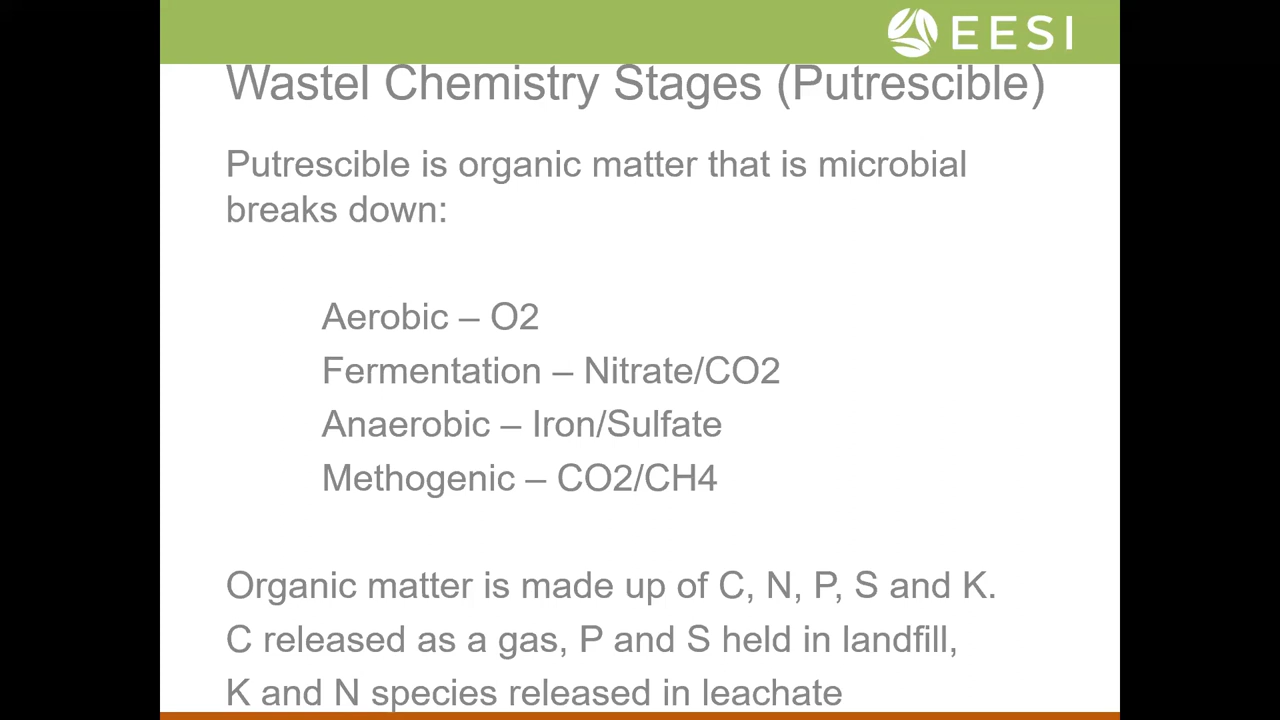 EESI
Wastel Chemistry Stages (Putrescible)
Putrescible is organic matter that is microbial
breaks down:
Aerobic – O2
Fermentation – Nitrate/CO2
Anaerobic – Iron/Sulfate
Methogenic – CO2/CH4
Organic matter is made up of C, N, P, S and K.
C released as a gas, P and S held in landfill,
K and N species released in leachate